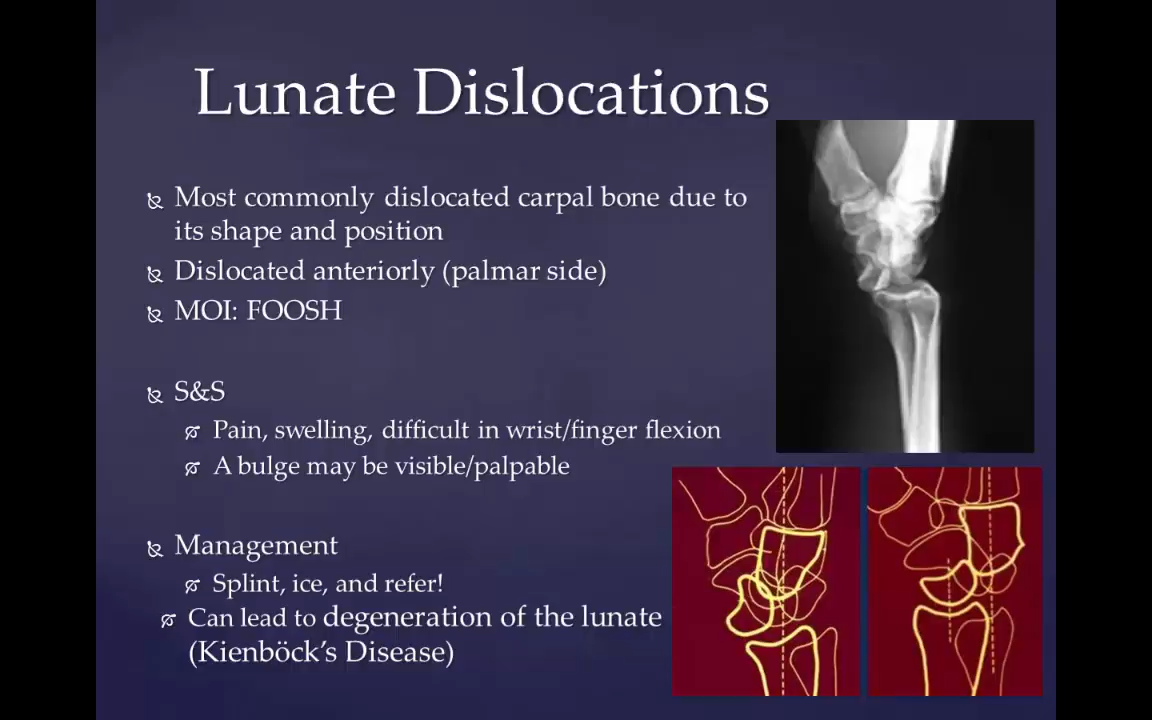 Lunate Dislocations
Most commonly dislocated carpal bone due to
its shape and position
Dislocated anteriorly (palmar side)
MOI: FOOSH
S&S
Pain, swelling, difficult in wrist/finger flexion
A bulge may be visible/palpable
Management
Splint, ice, and refer!
Can lead to degeneration of the lunate
(Kienböck's Disease)